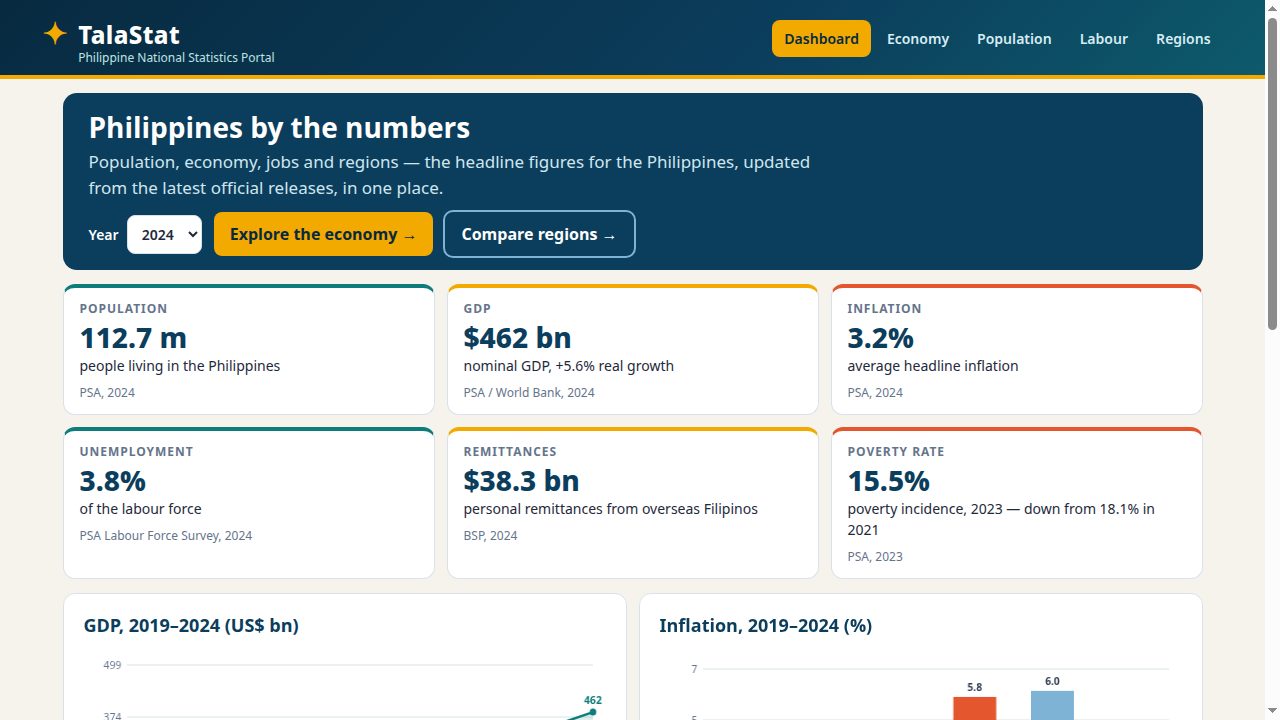 TalaStat
Philippine National Statistics Portal
Dashboard
Economy
Population
Labour
Regions
Philippines by the numbers
Population, economy, jobs and regions — the headline figures for the Philippines, updated
from the latest official releases, in one place.
Year
2024
Explore the economy →
Compare regions →
POPULATION
112.7 m
people living in the Philippines
PSA, 2024
GDP
$462 bn
nominal GDP, +5.6% real growth
PSA / World Bank, 2024
INFLATION
3.2%
average headline inflation
PSA, 2024
UNEMPLOYMENT
3.8%
of the labour force
PSA Labour Force Survey, 2024
REMITTANCES
$38.3 bn
personal remittances from overseas Filipinos
BSP, 2024
POVERTY RATE
15.5%
poverty incidence, 2023 — down from 18.1% in
2021
PSA, 2023
GDP, 2019–2024 (US$ bn)
499
462
374
Inflation, 2019–2024 (%)
7
5.8
6.0